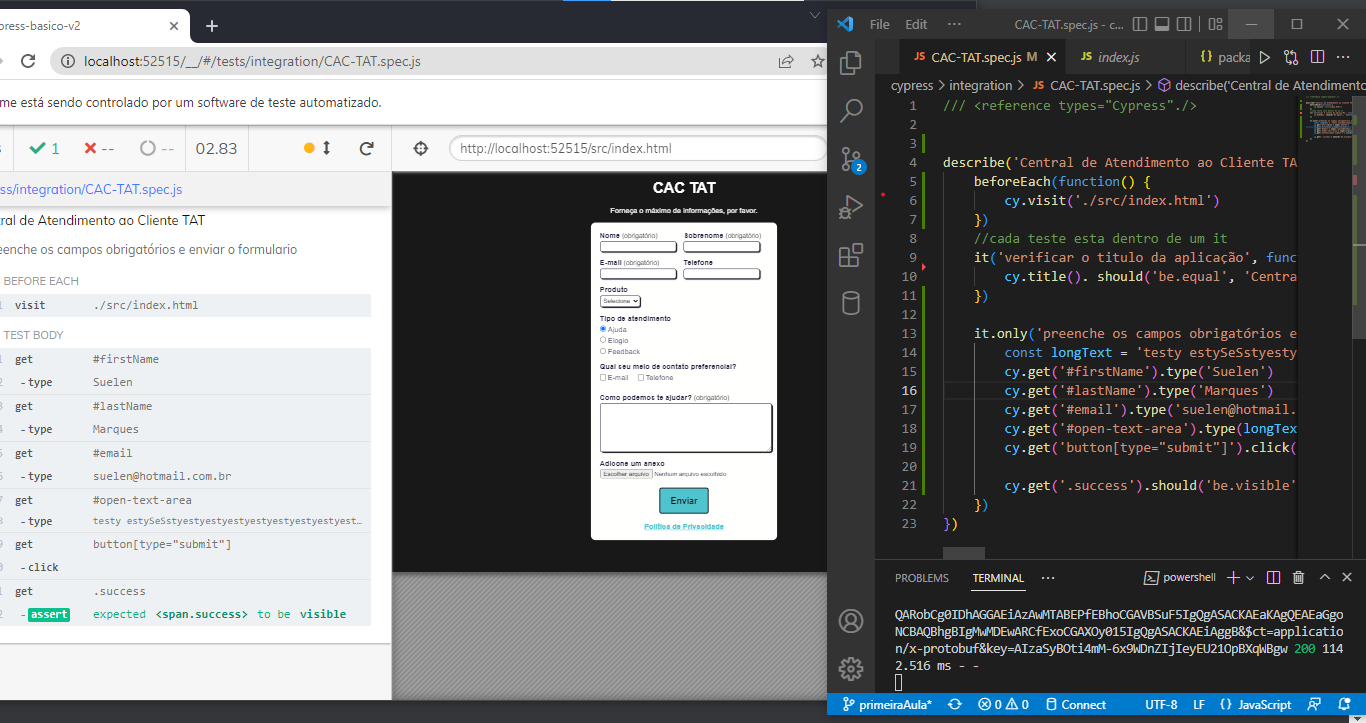 press-basico-v2
localhost:52515/__/#/tests/integration/CAC-TAT.spec.js
me está sendo controlado por um software de teste automatizado.
1
--
--
02.83
http://localhost:52515/src/index.html
ss/integration/CAC-TAT.spec.js
ral de Atendimento ao Cliente TAT
eenche os campos obrigatórios e enviar o formulario
BEFORE EACH
visit ./src/index.html
TEST BODY
get #firstName
-type Suelen
get #lastName
-type Marques
get #email
-type suelen@hotmail.com.br
get #open-text-area
-type testy estySeSstyestyestyestyestyestyestyestyest...
get button[type="submit"]
-click
get .success
-assert expected <span.success> to be visible
CAC TAT
Forneça o máximo de informações, por favor.
Nome (obrigatório) Sobrenome (obrigatório)
E-mail (obrigatório) Telefone
Produto
Selecione
Tipo de atendimento
Ajuda
Elogio
Feedback
Qual seu meio de contato preferencial?
E-mail Telefone
Como podemos te ajudar? (obrigatório)
Adicione um anexo
Escolher arquivo Nenhum arquivo escolhido
Enviar
Política de Privacidade
File Edit ··· CAC-TAT.spec.js - c...
JS CAC-TAT.spec.js M JS index.js {} packa
cypress > integration > JS CAC-TAT.spec.js > describe('Central de Atendimento
1 /// <reference types="Cypress"./>
2
3
4 describe('Central de Atendimento ao Cliente TA
5 beforeEach(function() {
6 cy.visit('./src/index.html')
7 })
8 //cada teste esta dentro de um it
9 it('verificar o titulo da aplicação', func
10 cy.title(). should('be.equal', 'Centra
11 })
12
13 it.only('preenche os campos obrigatórios e
14 const longText = 'testy estySeSstyesty
15 cy.get('#firstName').type('Suelen')
16 cy.get('#lastName').type('Marques')
17 cy.get('#email').type('suelen@hotmail.
18 cy.get('#open-text-area').type(longTex
19 cy.get('button[type="submit"]').click(
20
21 cy.get('.success').should('be.visible'
22 })
23 })
2
PROBLEMS TERMINAL ··· powershell
QARobCg0IDhAGGAEiAzAwMTABEPfEBhoCGAVBSuF5IgQgASACKAEaKAgQEAEaGgo
NCBAQBhgBIgMwMDEwARCfExoCGAXOy015IgQgASACKAEiAggB&$ct=applicatio
n/x-protobuf&key=AIzaSyBOti4mM-6x9WDnZIjIeyEU21OpBXqWBgw 200 114
2.516 ms - -
primeiraAula* 0 0 Connect UTF-8 LF {} JavaScript